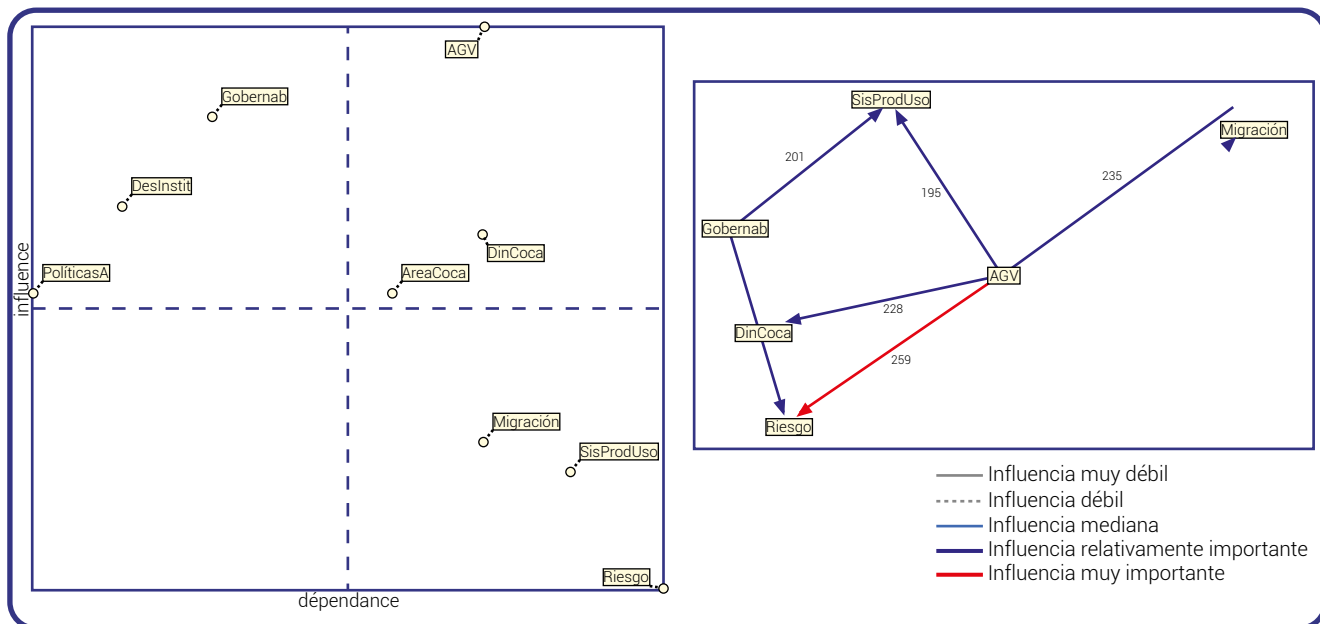 AGV
Gobernab
DesInstit
DinCoca
PolíticasA
AreaCoca
influence
Migración
SisProdUso
Riesgo
dépendance
SisProdUso
Migración
201
235
195
Gobernab
AGV
228
DinCoca
259
Riesgo
Influencia muy débil
Influencia débil
Influencia mediana
Influencia relativamente importante
Influencia muy importante